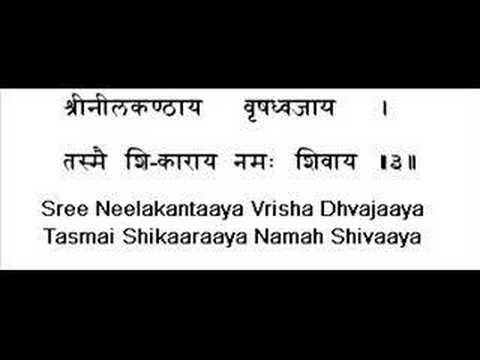 श्रीनीलकण्ठाय वृषध्वजाय ।
तस्मै शि-काराय नमः शिवाय ॥३॥
Sree Neelakantaaya Vrisha Dhvajaaya
Tasmai Shikaaraaya Namah Shivaaya